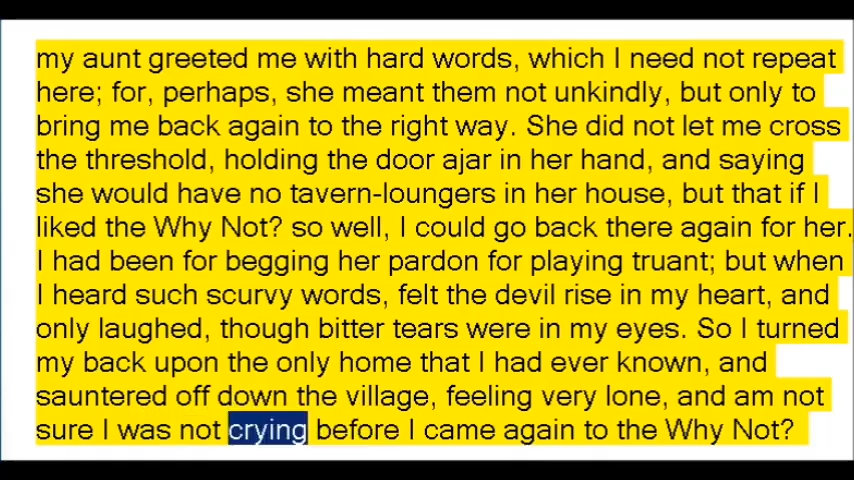 my aunt greeted me with hard words, which I need not repeat
here; for, perhaps, she meant them not unkindly, but only to
bring me back again to the right way. She did not let me cross
the threshold, holding the door ajar in her hand, and saying
she would have no tavern-loungers in her house, but that if I
liked the Why Not? so well, I could go back there again for her.
I had been for begging her pardon for playing truant; but when
I heard such scurvy words, felt the devil rise in my heart, and
only laughed, though bitter tears were in my eyes. So I turned
my back upon the only home that I had ever known, and
sauntered off down the village, feeling very lone, and am not
sure I was not crying before I came again to the Why Not?